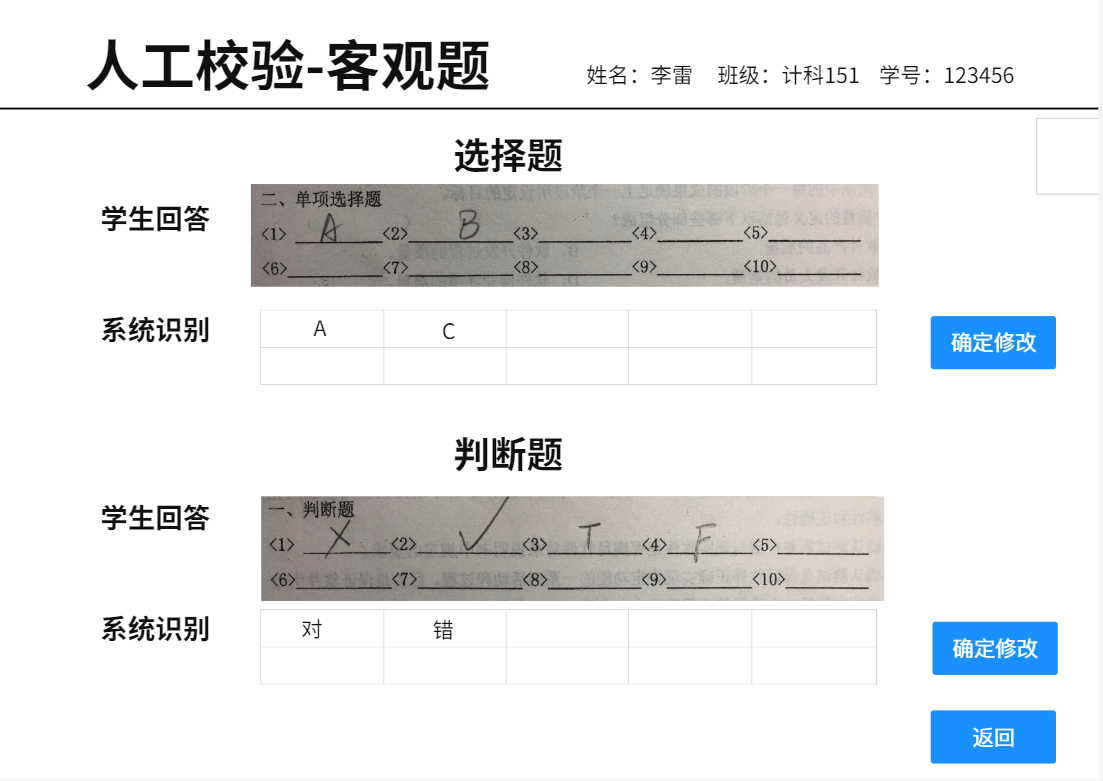 人工校验-客观题
姓名：李雷 班级：计科151 学号：123456
选择题
学生回答
二、单项选择题
<1> A <2> B <3> <4> <5>
<6> <7> <8> <9> <10>
系统识别
A C
确定修改
判断题
学生回答
一、判断题
<1> × <2> ✓ <3> T <4> F <5>
<6> <7> <8> <9> <10>
系统识别
对 错
确定修改
返回